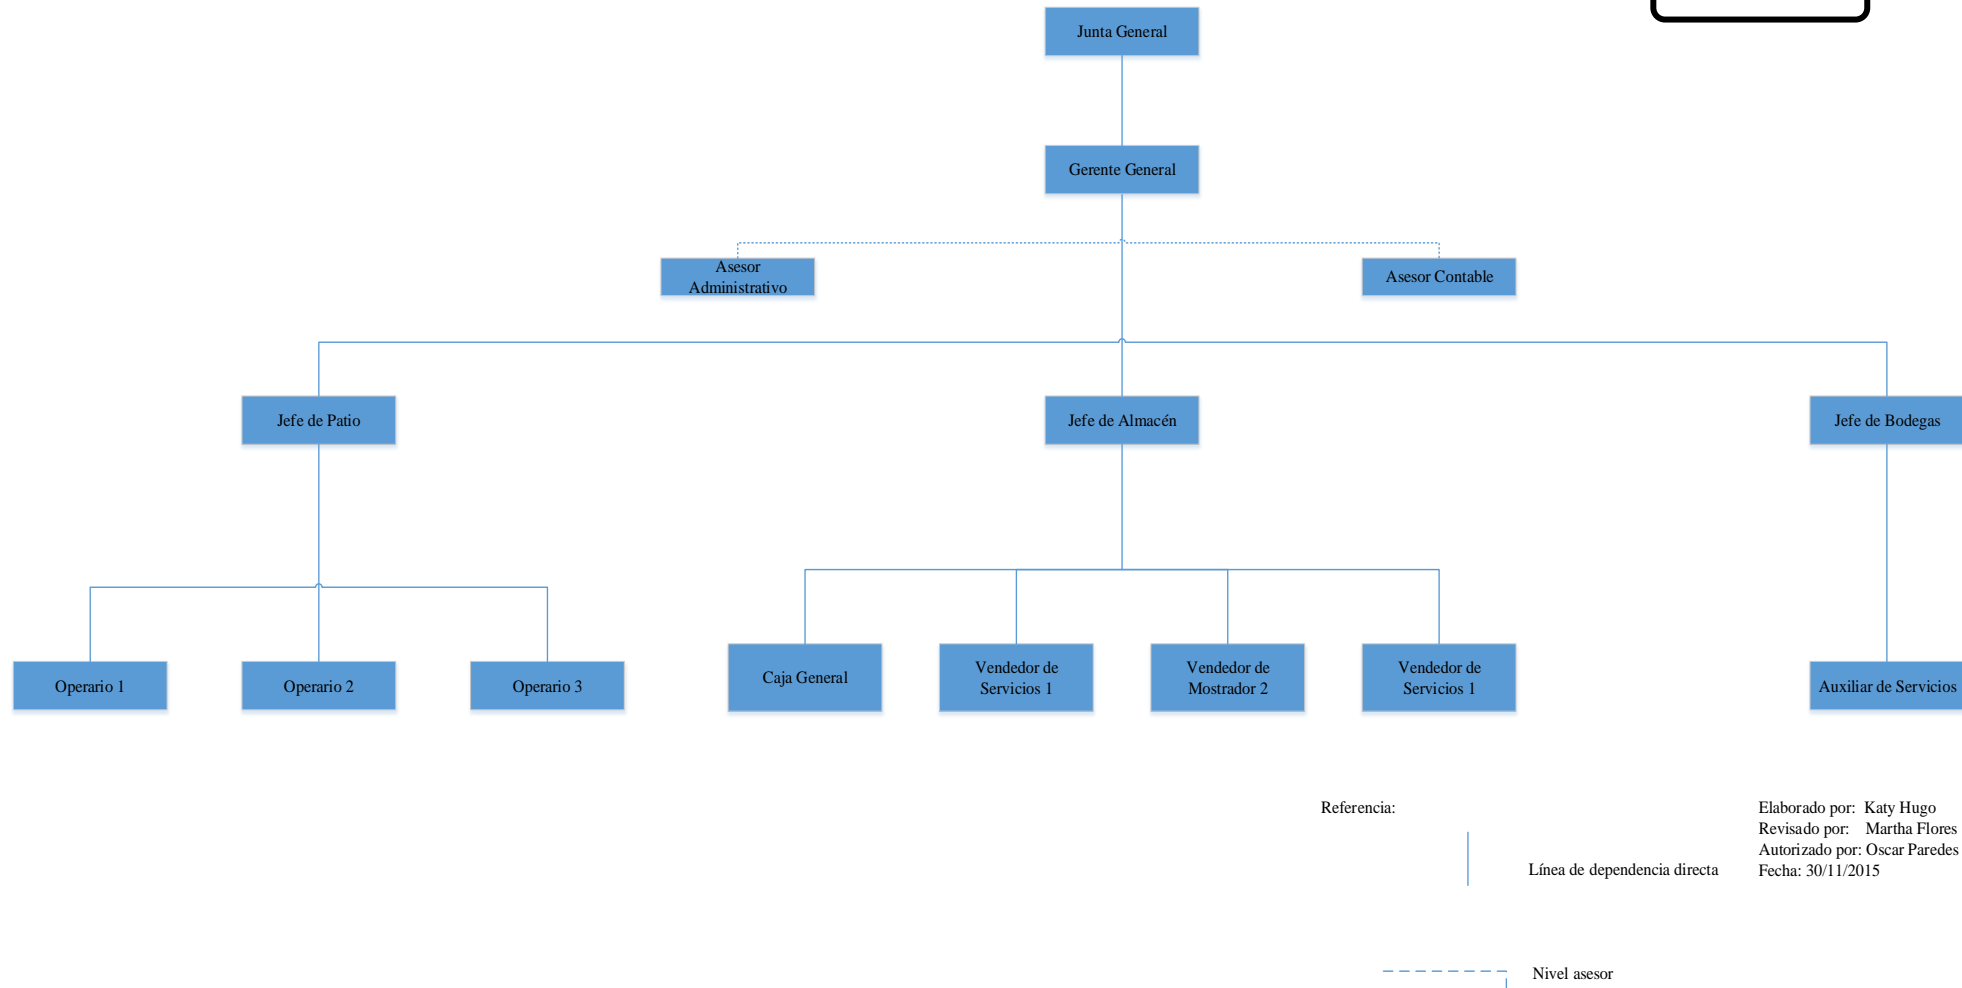 Junta General
Gerente General
Asesor
Administrativo
Asesor Contable
Jefe de Patio
Jefe de Almacén
Jefe de Bodegas
Operario 1
Operario 2
Operario 3
Caja General
Vendedor de
Servicios 1
Vendedor de
Mostrador 2
Vendedor de
Servicios 1
Auxiliar de Servicios
Referencia:
Línea de dependencia directa
Nivel asesor
Elaborado por: Katy Hugo
Revisado por: Martha Flores
Autorizado por: Oscar Paredes
Fecha: 30/11/2015